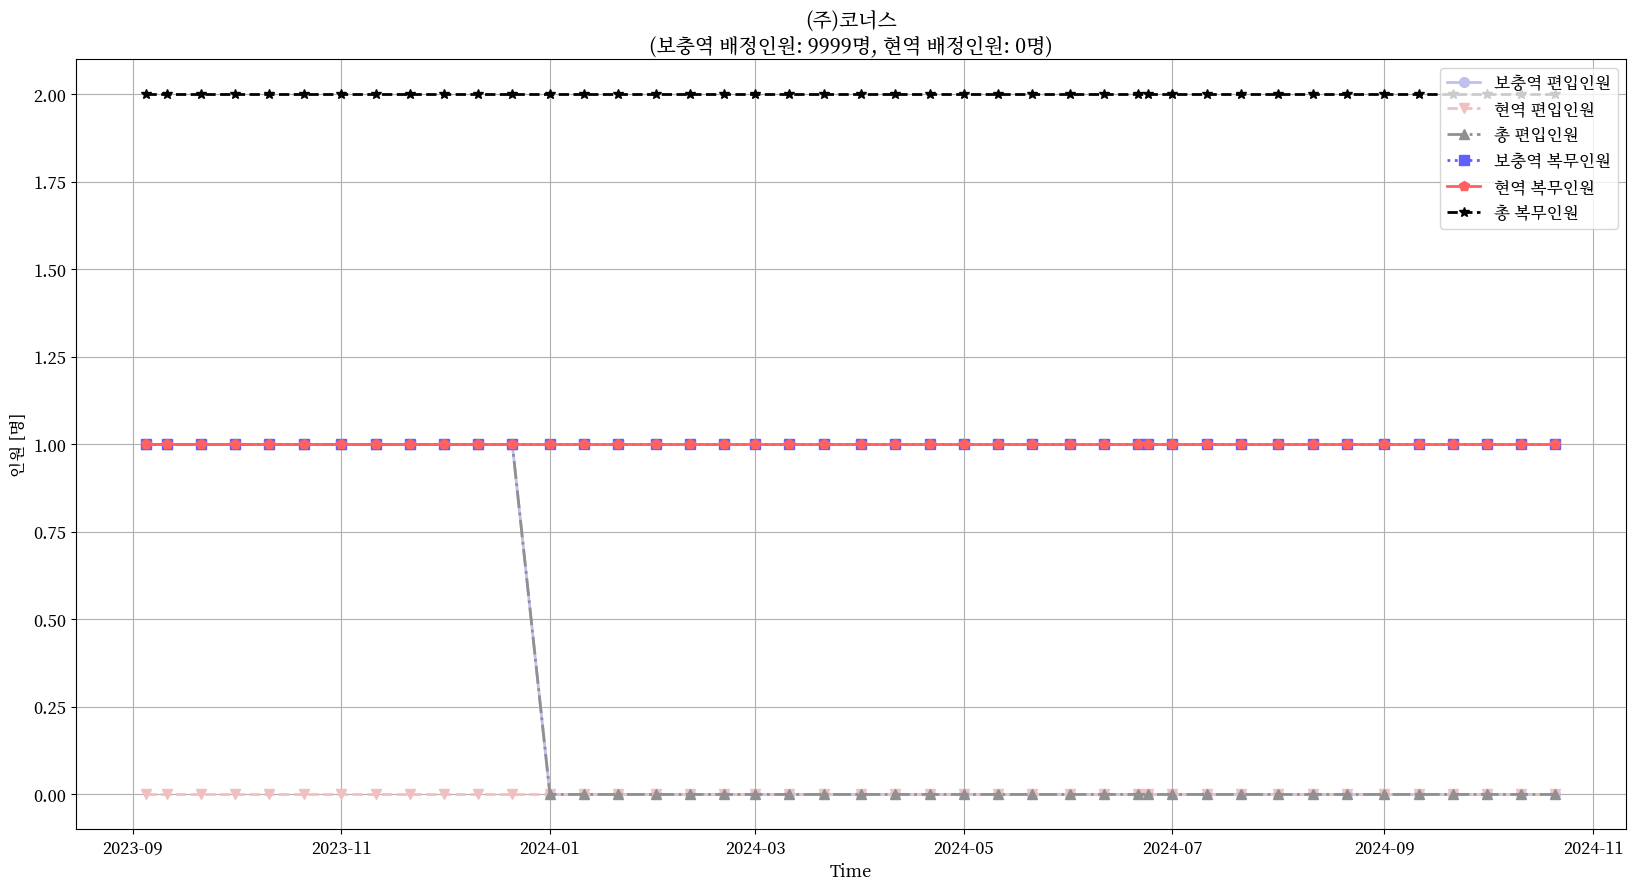 (주)코너스
(보충역 배정인원: 9999명, 현역 배정인원: 0명)
보충역 편입인원
현역 편입인원
총 편입인원
보충역 복무인원
현역 복무인원
총 복무인원
인원 [명]
2.00
1.75
1.50
1.25
1.00
0.75
0.50
0.25
0.00
2023-09
2023-11
2024-01
2024-03
2024-05
2024-07
2024-09
2024-11
Time